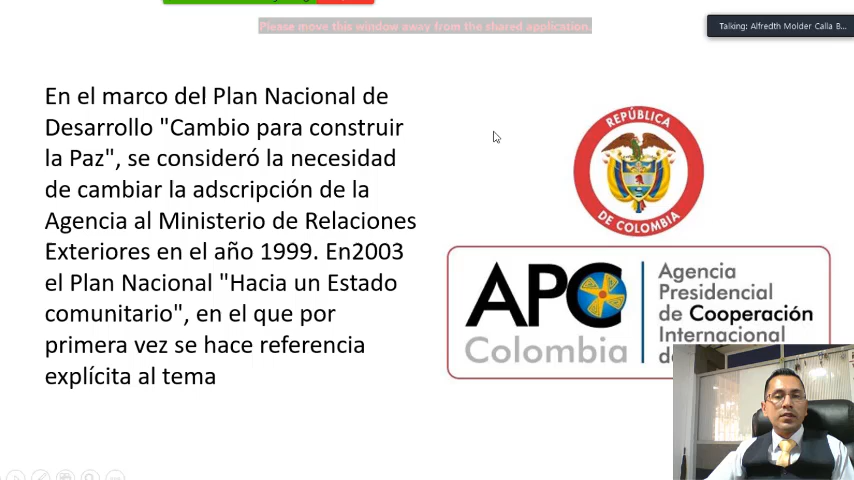 Please move this window away from the shared application.
Talking: Alfredth Molder Calla B...
En el marco del Plan Nacional de
Desarrollo "Cambio para construir
la Paz", se consideró la necesidad
de cambiar la adscripción de la
Agencia al Ministerio de Relaciones
Exteriores en el año 1999. En2003
el Plan Nacional "Hacia un Estado
comunitario", en el que por
primera vez se hace referencia
explícita al tema
REPÚBLICA
DE COLOMBIA
APC
Colombia
Agencia
Presidencial
de Cooperación
Internacional